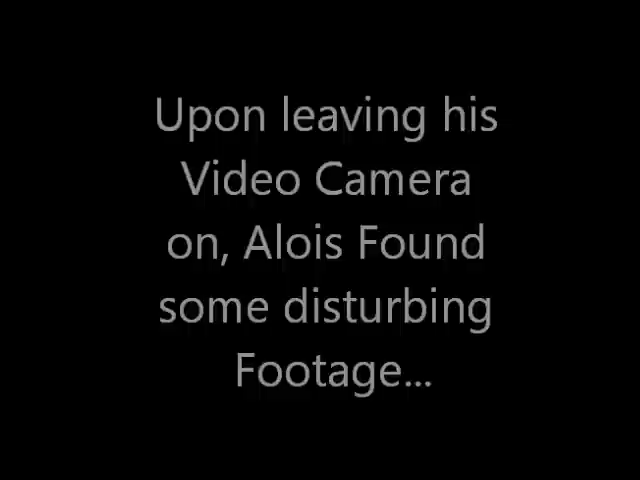 Upon leaving his
Video Camera
on, Alois Found
some disturbing
Footage...